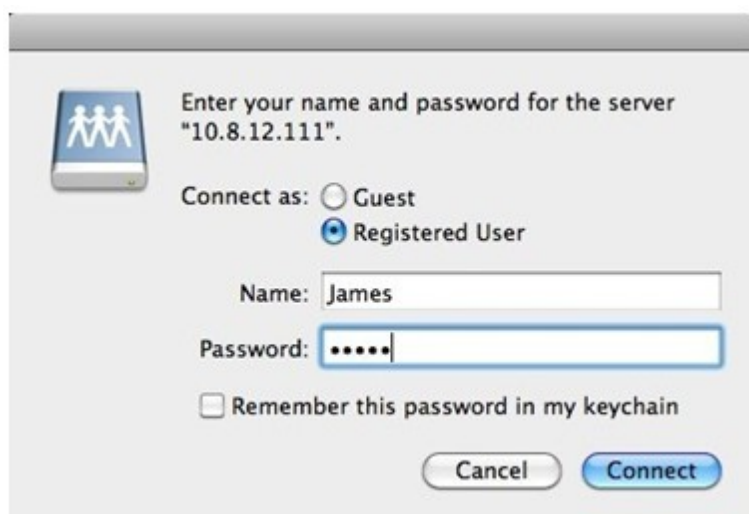 Enter your name and password for the server
“10.8.12.111”.
Connect as: Guest
Registered User
Name: James
Password: •••••
Remember this password in my keychain
Cancel Connect